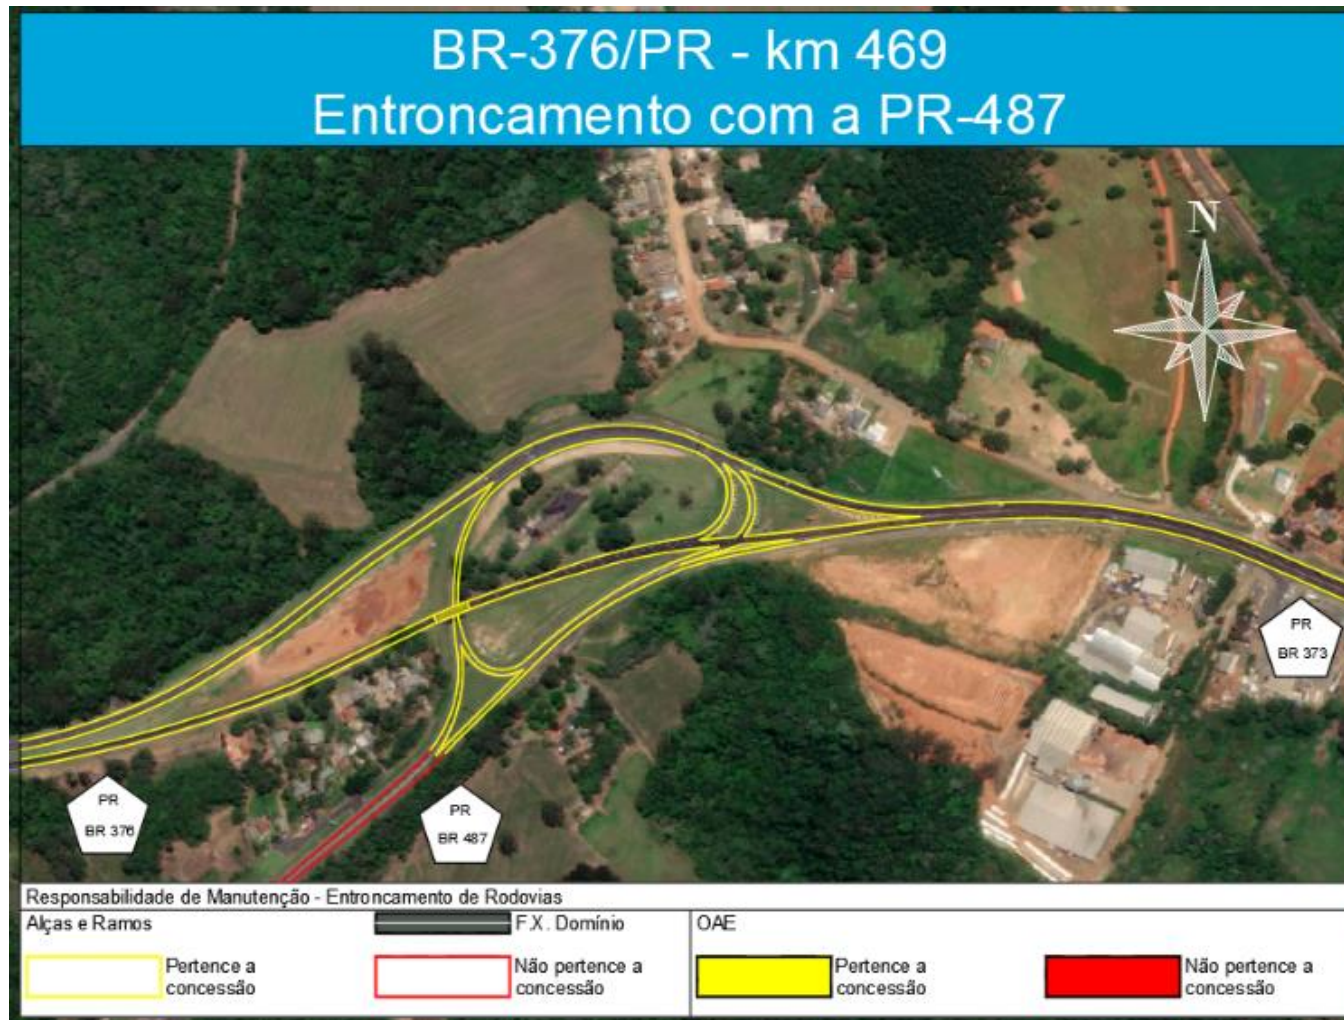 BR-376/PR - km 469
Entroncamento com a PR-487
N
PR
BR 373
PR
BR 376
PR
BR 487
Responsabilidade de Manutenção - Entroncamento de Rodovias
Alças e Ramos
F.X. Domínio
OAE
Pertence a
concessão
Não pertence a
concessão
Pertence a
concessão
Não pertence a
concessão